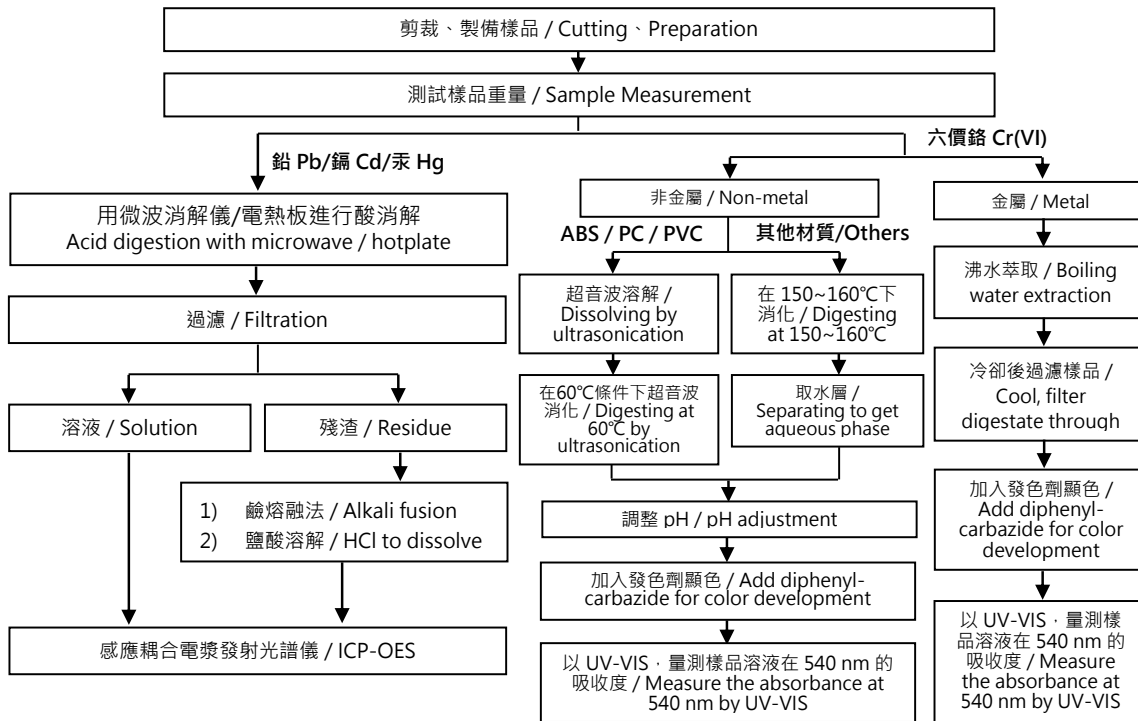 剪裁、製備樣品 / Cutting、Preparation
測試樣品重量 / Sample Measurement
鉛 Pb/鎘 Cd/汞 Hg
用微波消解儀/電熱板進行酸消解
Acid digestion with microwave / hotplate
過濾 / Filtration
溶液 / Solution
殘渣 / Residue
1) 鹼熔融法 / Alkali fusion
2) 鹽酸溶解 / HCl to dissolve
感應耦合電漿發射光譜儀 / ICP-OES
六價鉻 Cr(VI)
非金屬 / Non-metal
ABS / PC / PVC
超音波溶解 /
Dissolving by
ultrasonication
在60℃條件下超音波
消化 / Digesting at
60℃ by
ultrasonication
其他材質/Others
在 150~160℃下
消化 / Digesting
at 150~160℃
取水層 /
Separating to get
aqueous phase
調整 pH / pH adjustment
加入發色劑顯色 / Add diphenyl-
carbazide for color development
以 UV-VIS，量測樣品溶液在 540 nm 的
吸收度 / Measure the absorbance at
540 nm by UV-VIS
金屬 / Metal
沸水萃取 / Boiling
water extraction
冷卻後過濾樣品 /
Cool, filter
digestate through
加入發色劑顯色 /
Add diphenyl-
carbazide for color
development
以 UV-VIS，量測樣
品溶液在 540 nm 的
吸收度 / Measure
the absorbance at
540 nm by UV-VIS